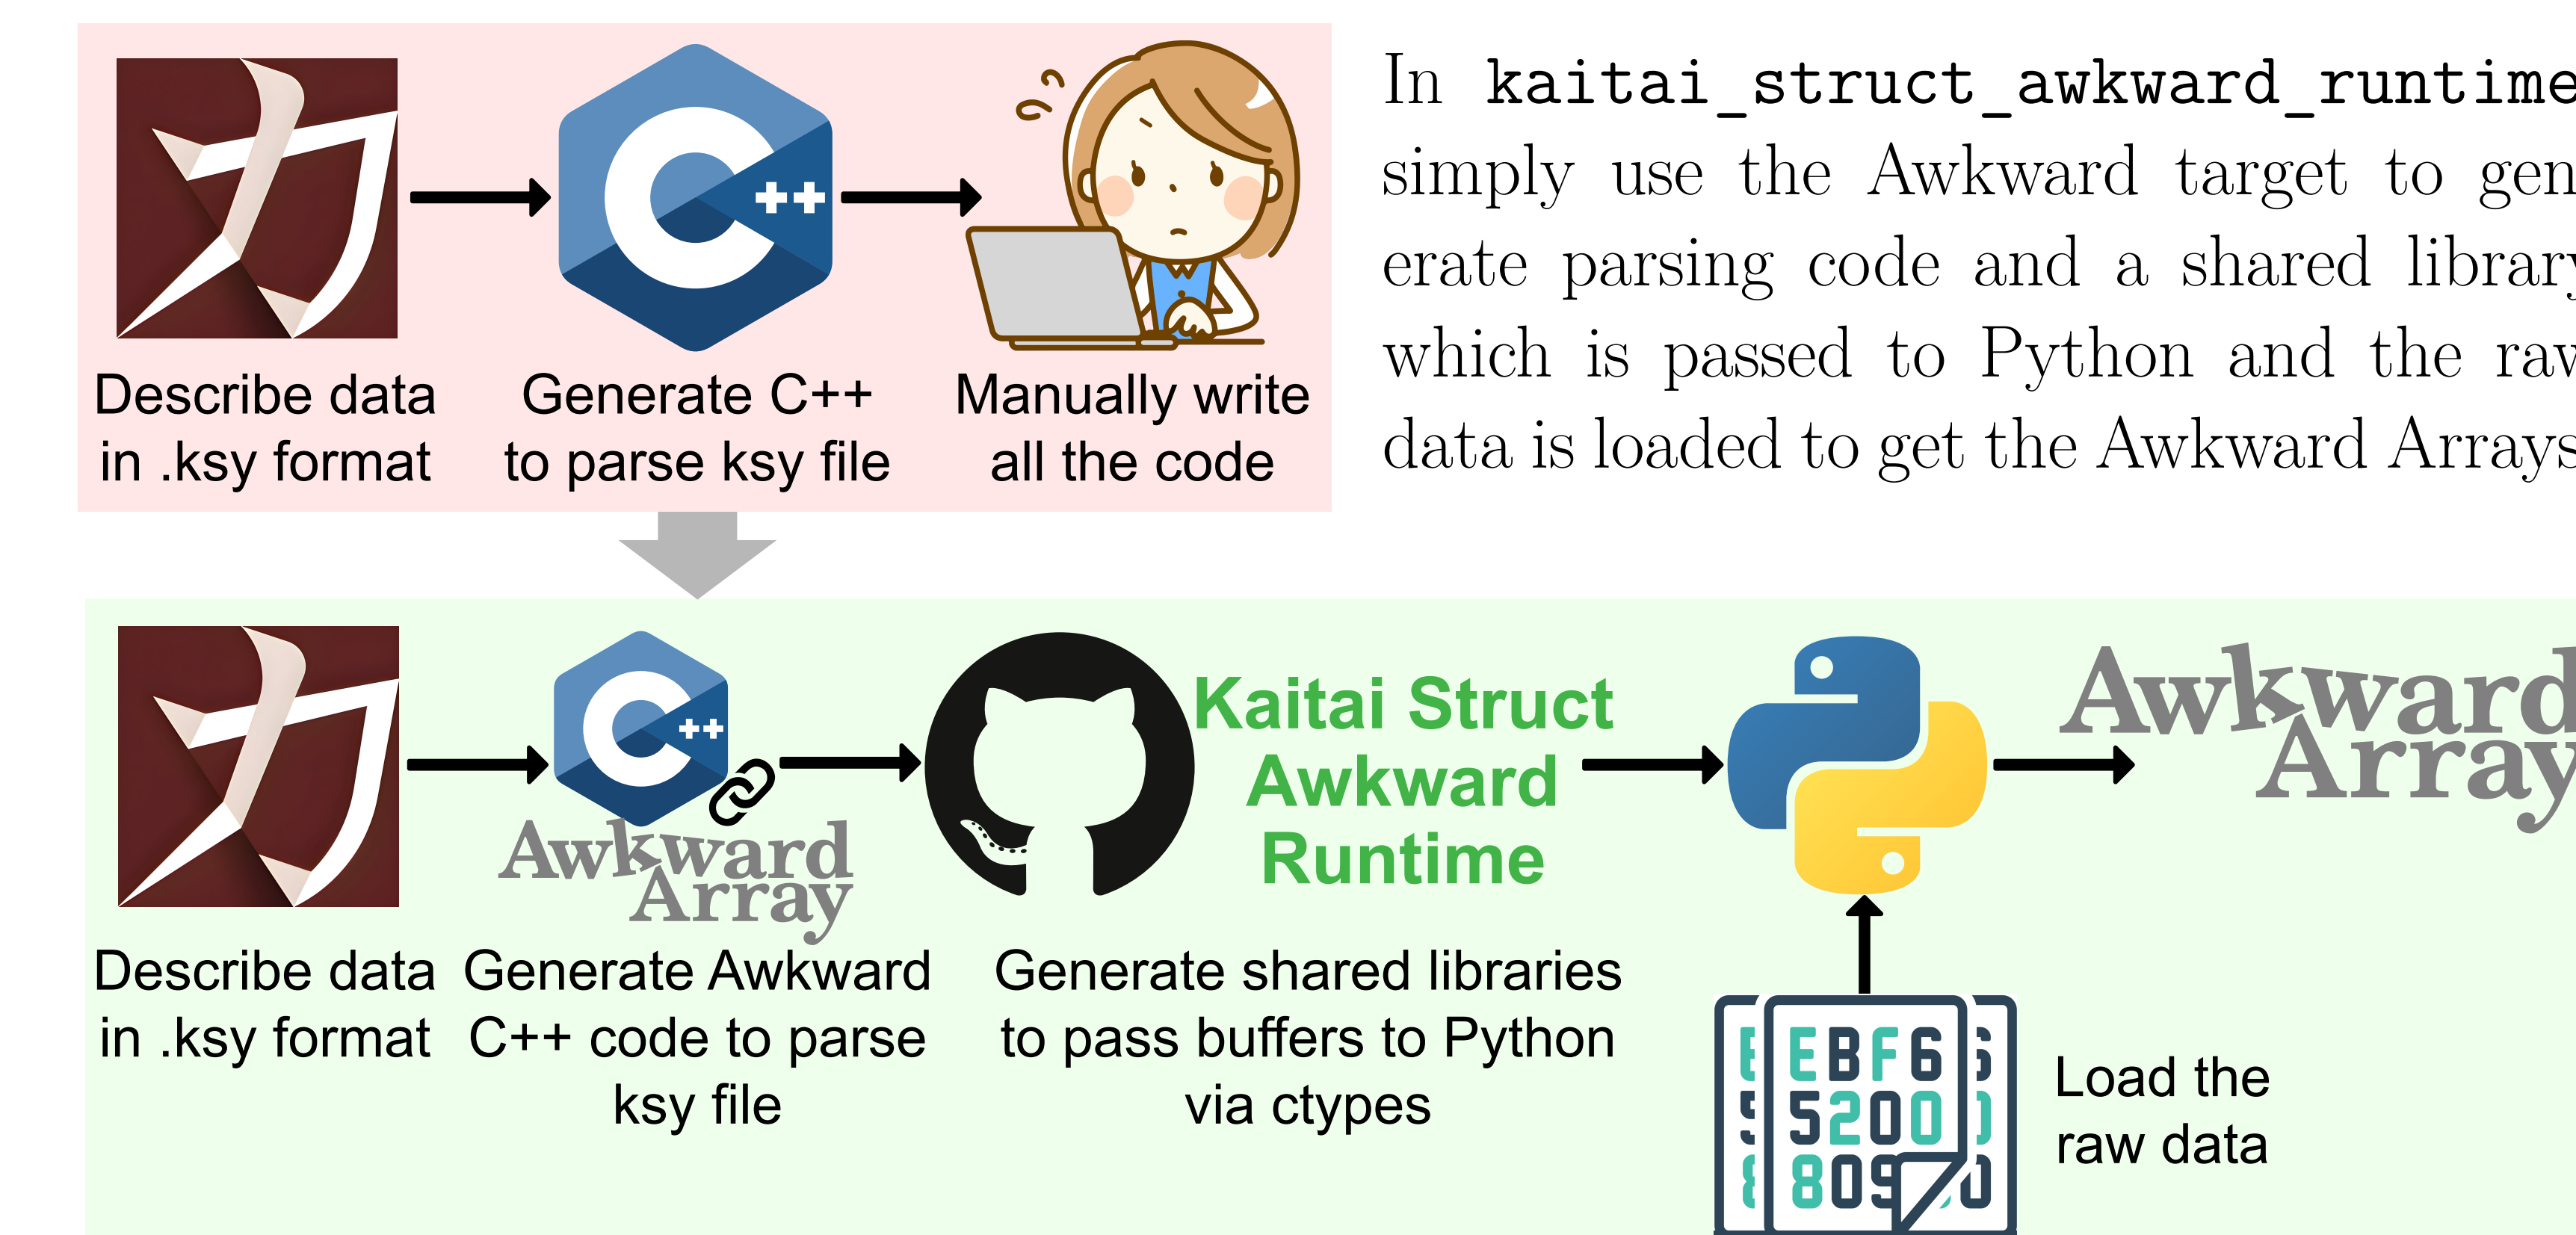 Describe data
in .ksy format
Generate C++
to parse ksy file
Manually write
all the code
In kaitai_struct_awkward_runtime
simply use the Awkward target to gen
erate parsing code and a shared library
which is passed to Python and the raw
data is loaded to get the Awkward Arrays
++
++
Awkward
Array
Kaitai Struct
Awkward
Runtime
Awkward
Array
Describe data
in .ksy format
Generate Awkward
C++ code to parse
ksy file
Generate shared libraries
to pass buffers to Python
via ctypes
EBF6
5200
809
Load the
raw data